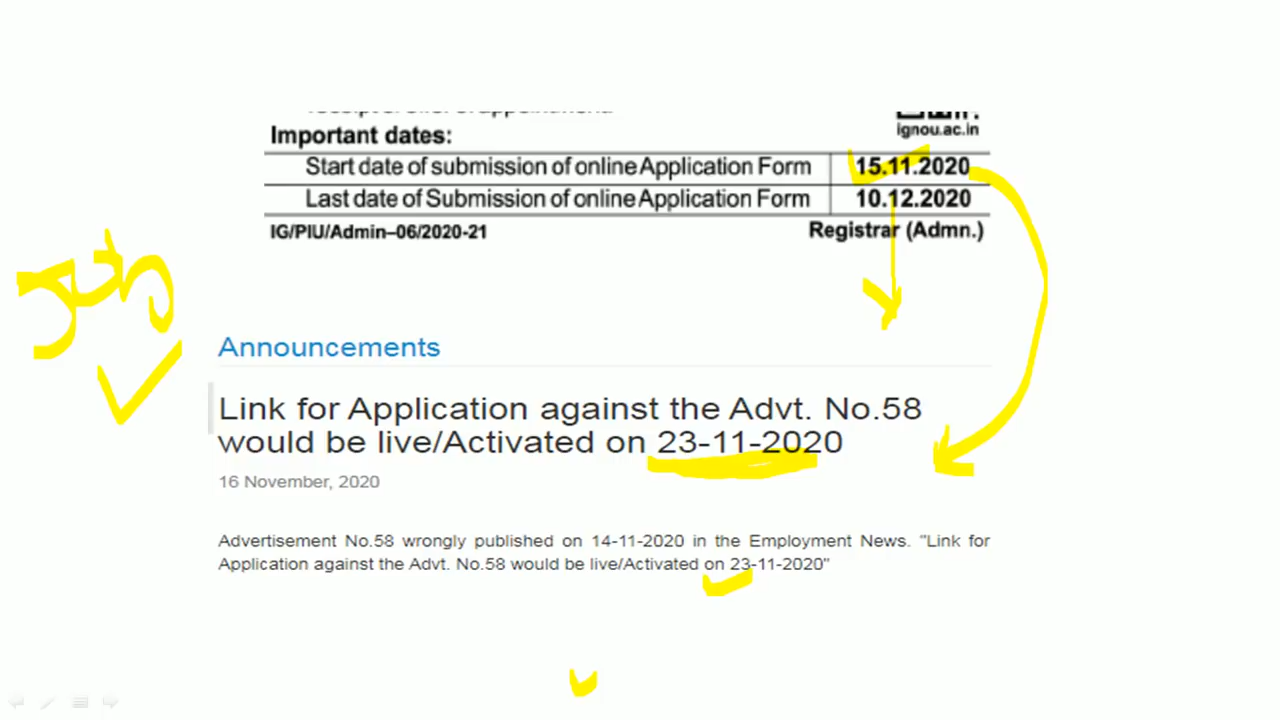 ignou.ac.in
Important dates:
Start date of submission of online Application Form 15.11.2020
Last date of Submission of online Application Form 10.12.2020
IG/PIU/Admin–06/2020-21 Registrar (Admn.)
Announcements
Link for Application against the Advt. No.58
would be live/Activated on 23-11-2020
16 November, 2020
Advertisement No.58 wrongly published on 14-11-2020 in the Employment News. "Link for
Application against the Advt. No.58 would be live/Activated on 23-11-2020"